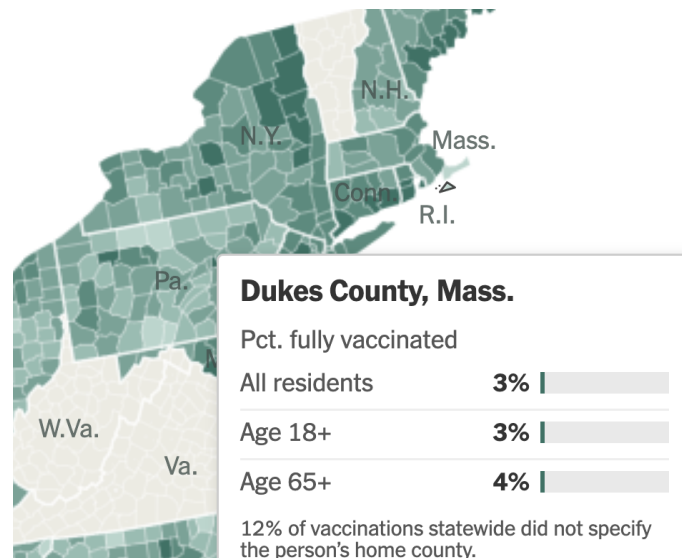 N.H.
N.Y.
Mass.
Conn.
R.I.
Pa.
W.Va.
Va.
Dukes County, Mass.
Pct. fully vaccinated
All residents 3%
Age 18+ 3%
Age 65+ 4%
12% of vaccinations statewide did not specify
the person's home county.